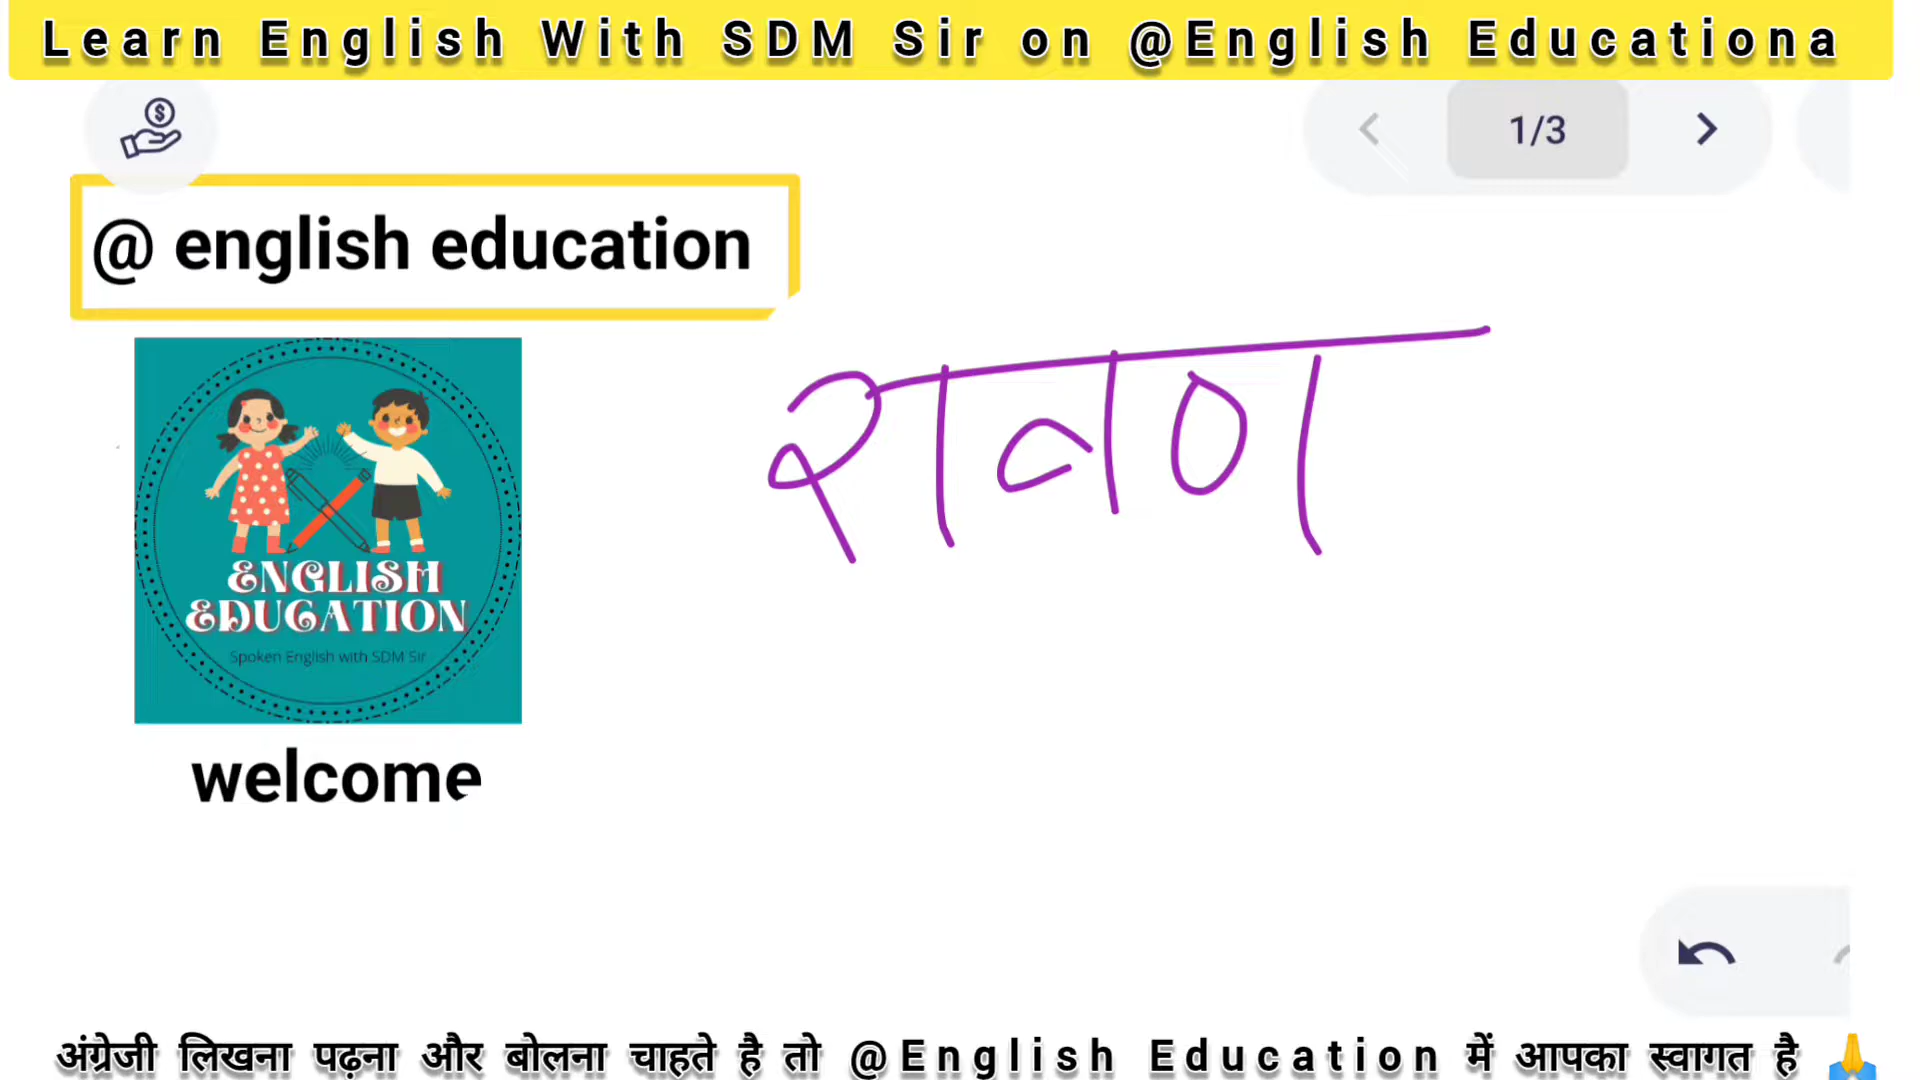 Learn English With SDM Sir on @English Educationa
1/3
@ english education
रावण
ENGLISH
EDUCATION
Spoken English with SDM Sir
welcome
अंग्रेजी लिखना पढ़ना और बोलना चाहते है तो @English Education में आपका स्वागत है 🙏